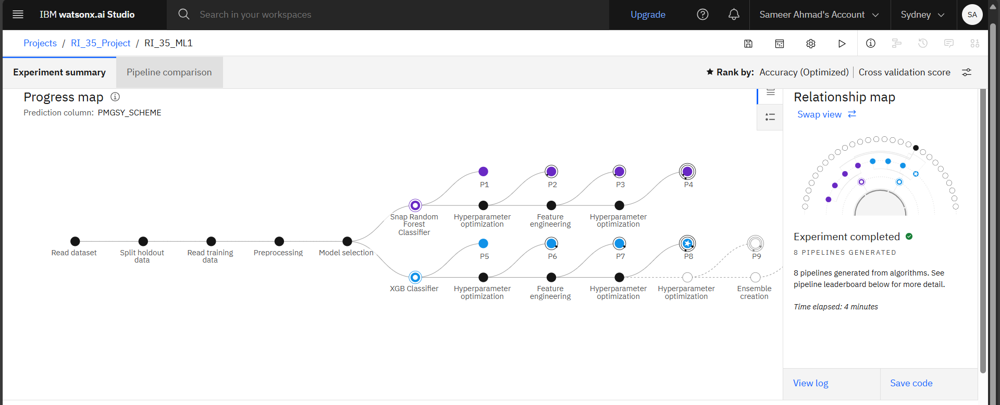 IBM watsonx.ai Studio
Search in your workspaces
Upgrade
Sameer Ahmad's Account
Sydney
SA
Projects / RI_35_Project / RI_35_ML1
Experiment summary
Pipeline comparison
Rank by: Accuracy (Optimized) | Cross validation score
Progress map
Prediction column: PMGSY_SCHEME
P1
P2
P3
P4
Snap Random
Forest
Classifier
Hyperparameter
optimization
Feature
engineering
Hyperparameter
optimization
Read dataset
Split holdout
data
Read training
data
Preprocessing
Model selection
P5
P6
P7
P8
P9
XGB Classifier
Hyperparameter
optimization
Feature
engineering
Hyperparameter
optimization
Hyperparameter
optimization
Ensemble
creation
Relationship map
Swap view
Experiment completed
8 PIPELINES GENERATED
8 pipelines generated from algorithms. See
pipeline leaderboard below for more detail.
Time elapsed: 4 minutes
View log
Save code